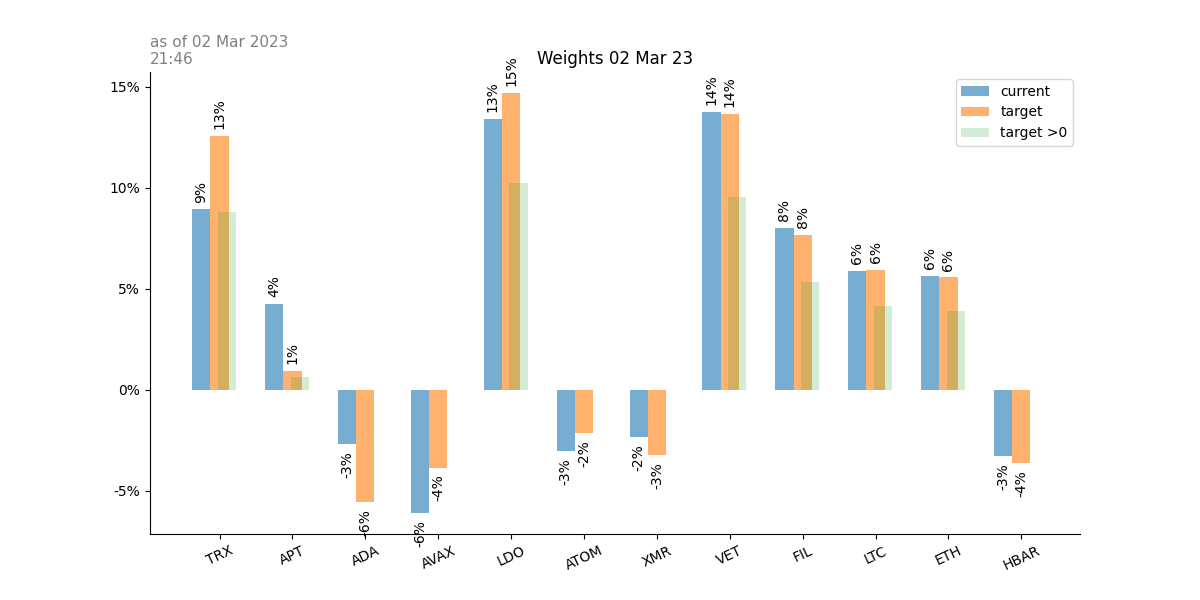 as of 02 Mar 2023
21:46
Weights 02 Mar 23
current
target
target >0
15%
10%
5%
0%
-5%
9%
13%
4%
1%
-3%
-6%
-6%
-4%
13%
15%
-3%
-2%
-2%
-3%
14%
14%
8%
8%
6%
6%
6%
6%
-3%
-4%
TRX
APT
ADA
AVAX
LDO
ATOM
XMR
VET
FIL
LTC
ETH
HBAR